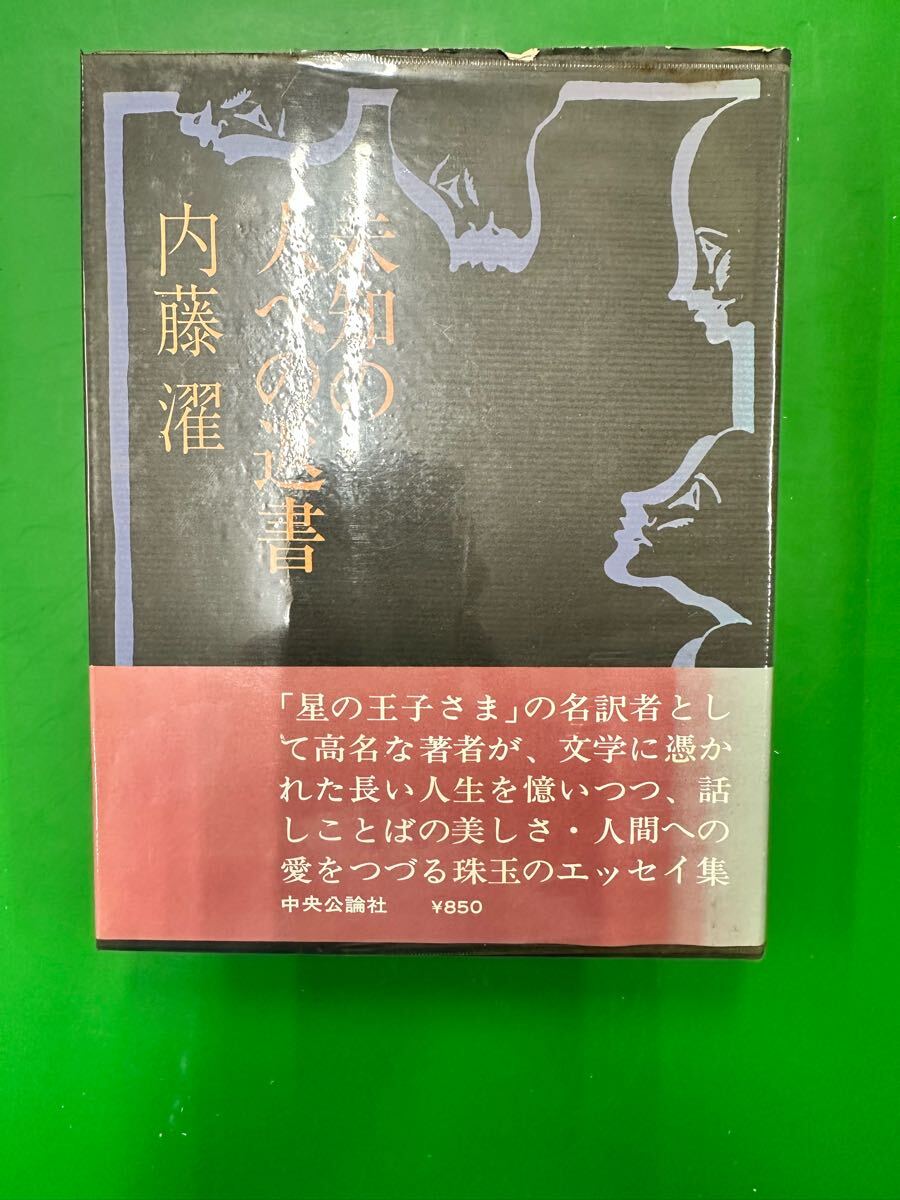 未知の
人への遺書
内藤 濯
「星の王子さま」の名訳者とし
て高名な著者が、文学に憑か
れた長い人生を憶いつつ、話
しことばの美しさ・人間への
愛をつづる珠玉のエッセイ集
中央公論社 ¥850